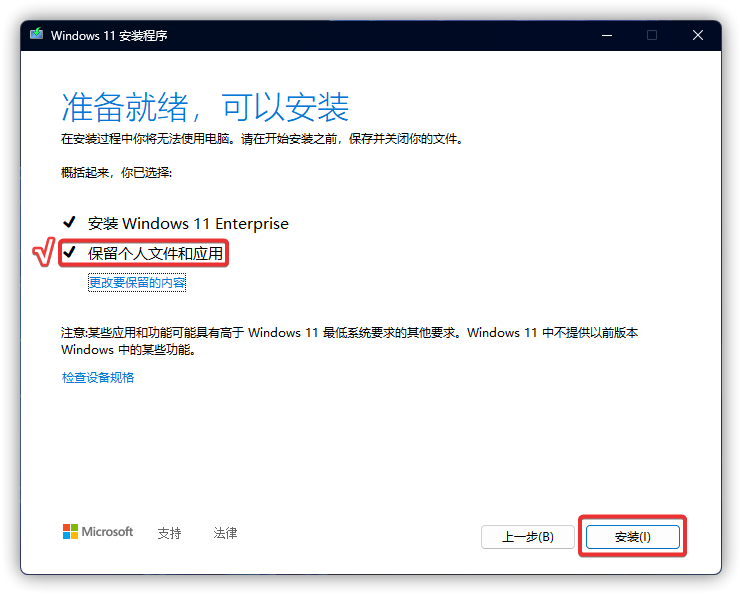 Windows 11 安装程序
准备就绪，可以安装
在安装过程中你将无法使用电脑。请在开始安装之前，保存并关闭你的文件。
概括起来，你已选择:
安装 Windows 11 Enterprise
保留个人文件和应用
更改要保留的内容
注意:某些应用和功能可能具有高于 Windows 11 最低系统要求的其他要求。Windows 11 中不提供以前版本
Windows 中的某些功能。
检查设备规格
Microsoft 支持 法律 上一步(B) 安装(I)